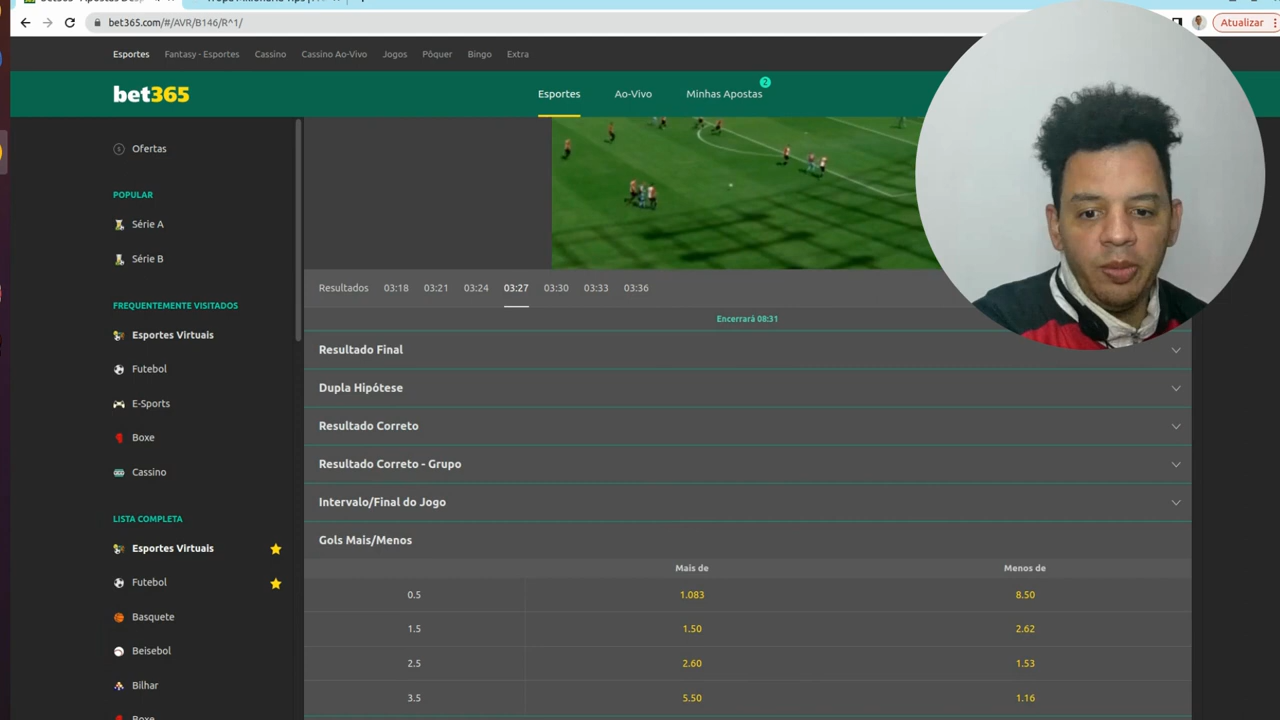 bet365.com/#/AVR/B146/R^1/
Atualizar
Esportes Fantasy - Esportes Cassino Cassino Ao-Vivo Jogos Pôquer Bingo Extra
bet365
Esportes Ao-Vivo Minhas Apostas 2
Ofertas
POPULAR
Série A
Série B
FREQUENTEMENTE VISITADOS
Esportes Virtuais
Futebol
E-Sports
Boxe
Cassino
LISTA COMPLETA
Esportes Virtuais
Futebol
Basquete
Beisebol
Bilhar
Boxe
Resultados 03:18 03:21 03:24 03:27 03:30 03:33 03:36
Encerrará 08:31
Resultado Final
Dupla Hipótese
Resultado Correto
Resultado Correto - Grupo
Intervalo/Final do Jogo
Gols Mais/Menos
Mais de Menos de
0.5 1.083 8.50
1.5 1.50 2.62
2.5 2.60 1.53
3.5 5.50 1.16